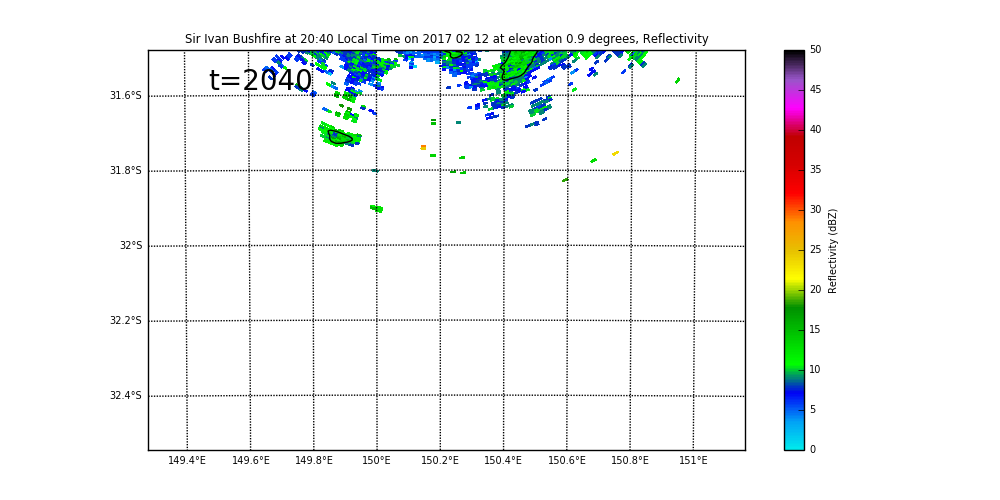 Sir Ivan Bushfire at 20:40 Local Time on 2017 02 12 at elevation 0.9 degrees, Reflectivity
t=2040
31.6°S
31.8°S
32°S
32.2°S
32.4°S
149.4°E 149.6°E 149.8°E 150°E 150.2°E 150.4°E 150.6°E 150.8°E 151°E
50
45
40
35
30
25
20
15
10
5
0
Reflectivity (dBZ)